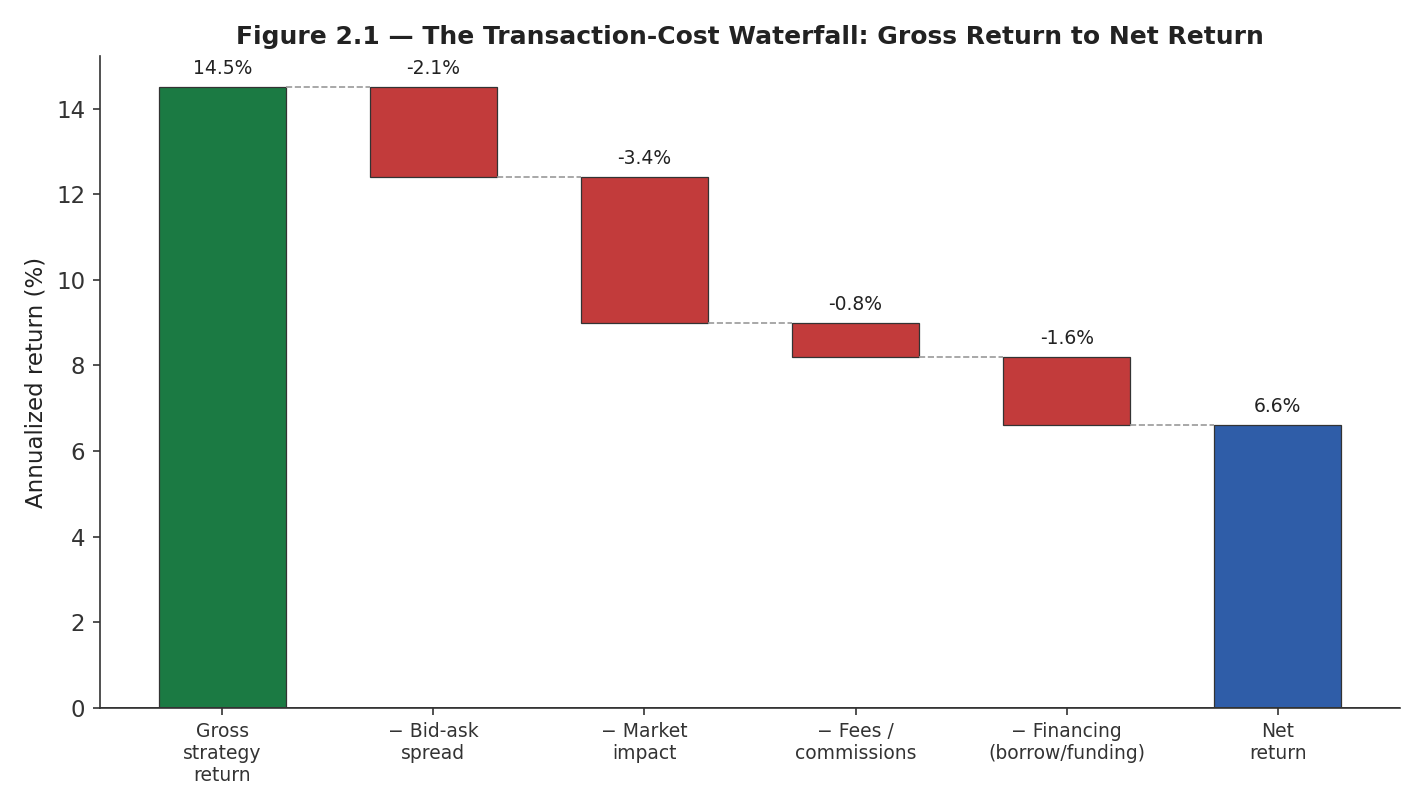 Figure 2.1 — The Transaction-Cost Waterfall: Gross Return to Net Return
Annualized return (%)
14
12
10
8
6
4
2
0
14.5%
-2.1%
-3.4%
-0.8%
-1.6%
6.6%
Gross
strategy
return
− Bid-ask
spread
− Market
impact
− Fees /
commissions
− Financing
(borrow/funding)
Net
return